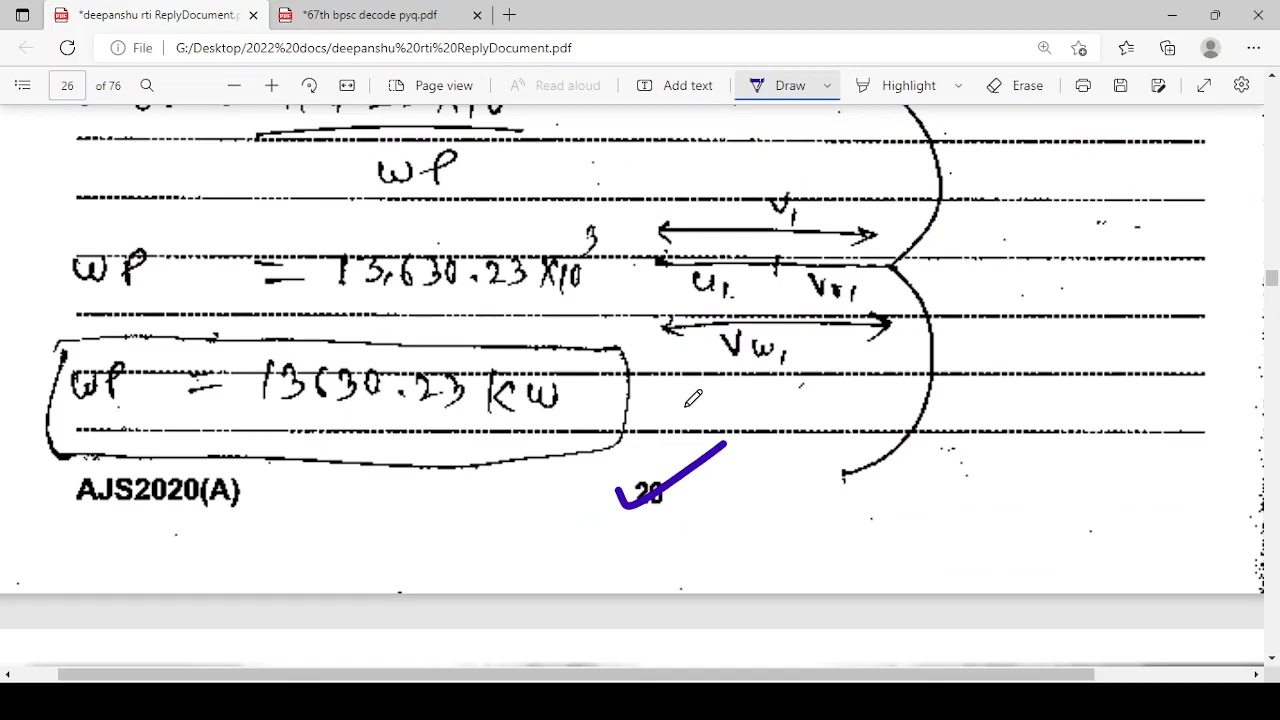 *deepanshu rti ReplyDocument.p
*67th bpsc decode pyq.pdf
File G:/Desktop/2022%20docs/deepanshu%20rti%20ReplyDocument.pdf
26 of 76 Page view Read aloud Add text Draw Highlight Erase
WP
V1
WP = 13,630.23 x10³
u1 Vr1
Vw1
WP = 13630.23 KW
AJS2020(A) 20